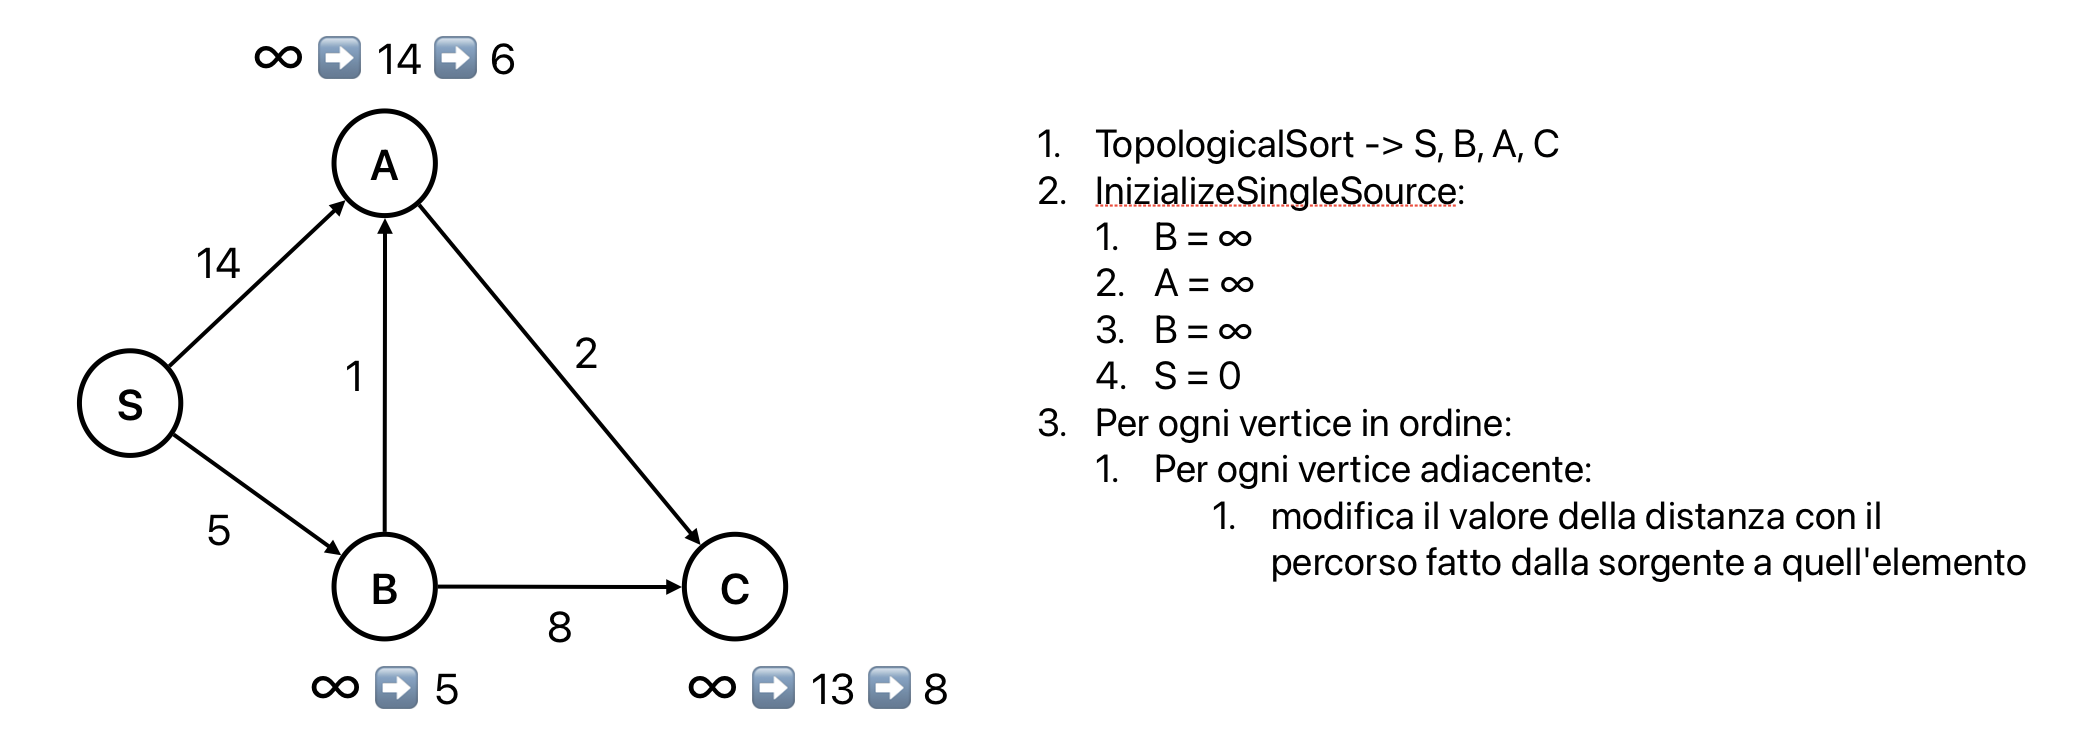 ∞ ➡ 14 ➡ 6
A
14
1
2
S
5
B
C
8
∞ ➡ 5
∞ ➡ 13 ➡ 8
1. TopologicalSort -> S, B, A, C
2. InizializeSingleSource:
1. B = ∞
2. A = ∞
3. B = ∞
4. S = 0
3. Per ogni vertice in ordine:
1. Per ogni vertice adiacente:
1. modifica il valore della distanza con il
percorso fatto dalla sorgente a quell'elemento